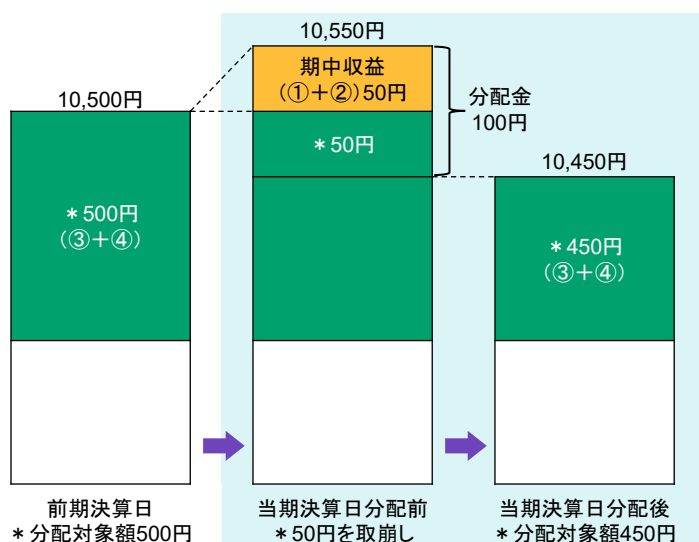 10,550円
期中収益
(①+②)50円
10,500円
分配金
100円
＊50円
10,450円
＊500円
(③+④)
＊450円
(③+④)
前期決算日
＊分配対象額500円
当期決算日分配前
＊50円を取崩し
当期決算日分配後
＊分配対象額450円